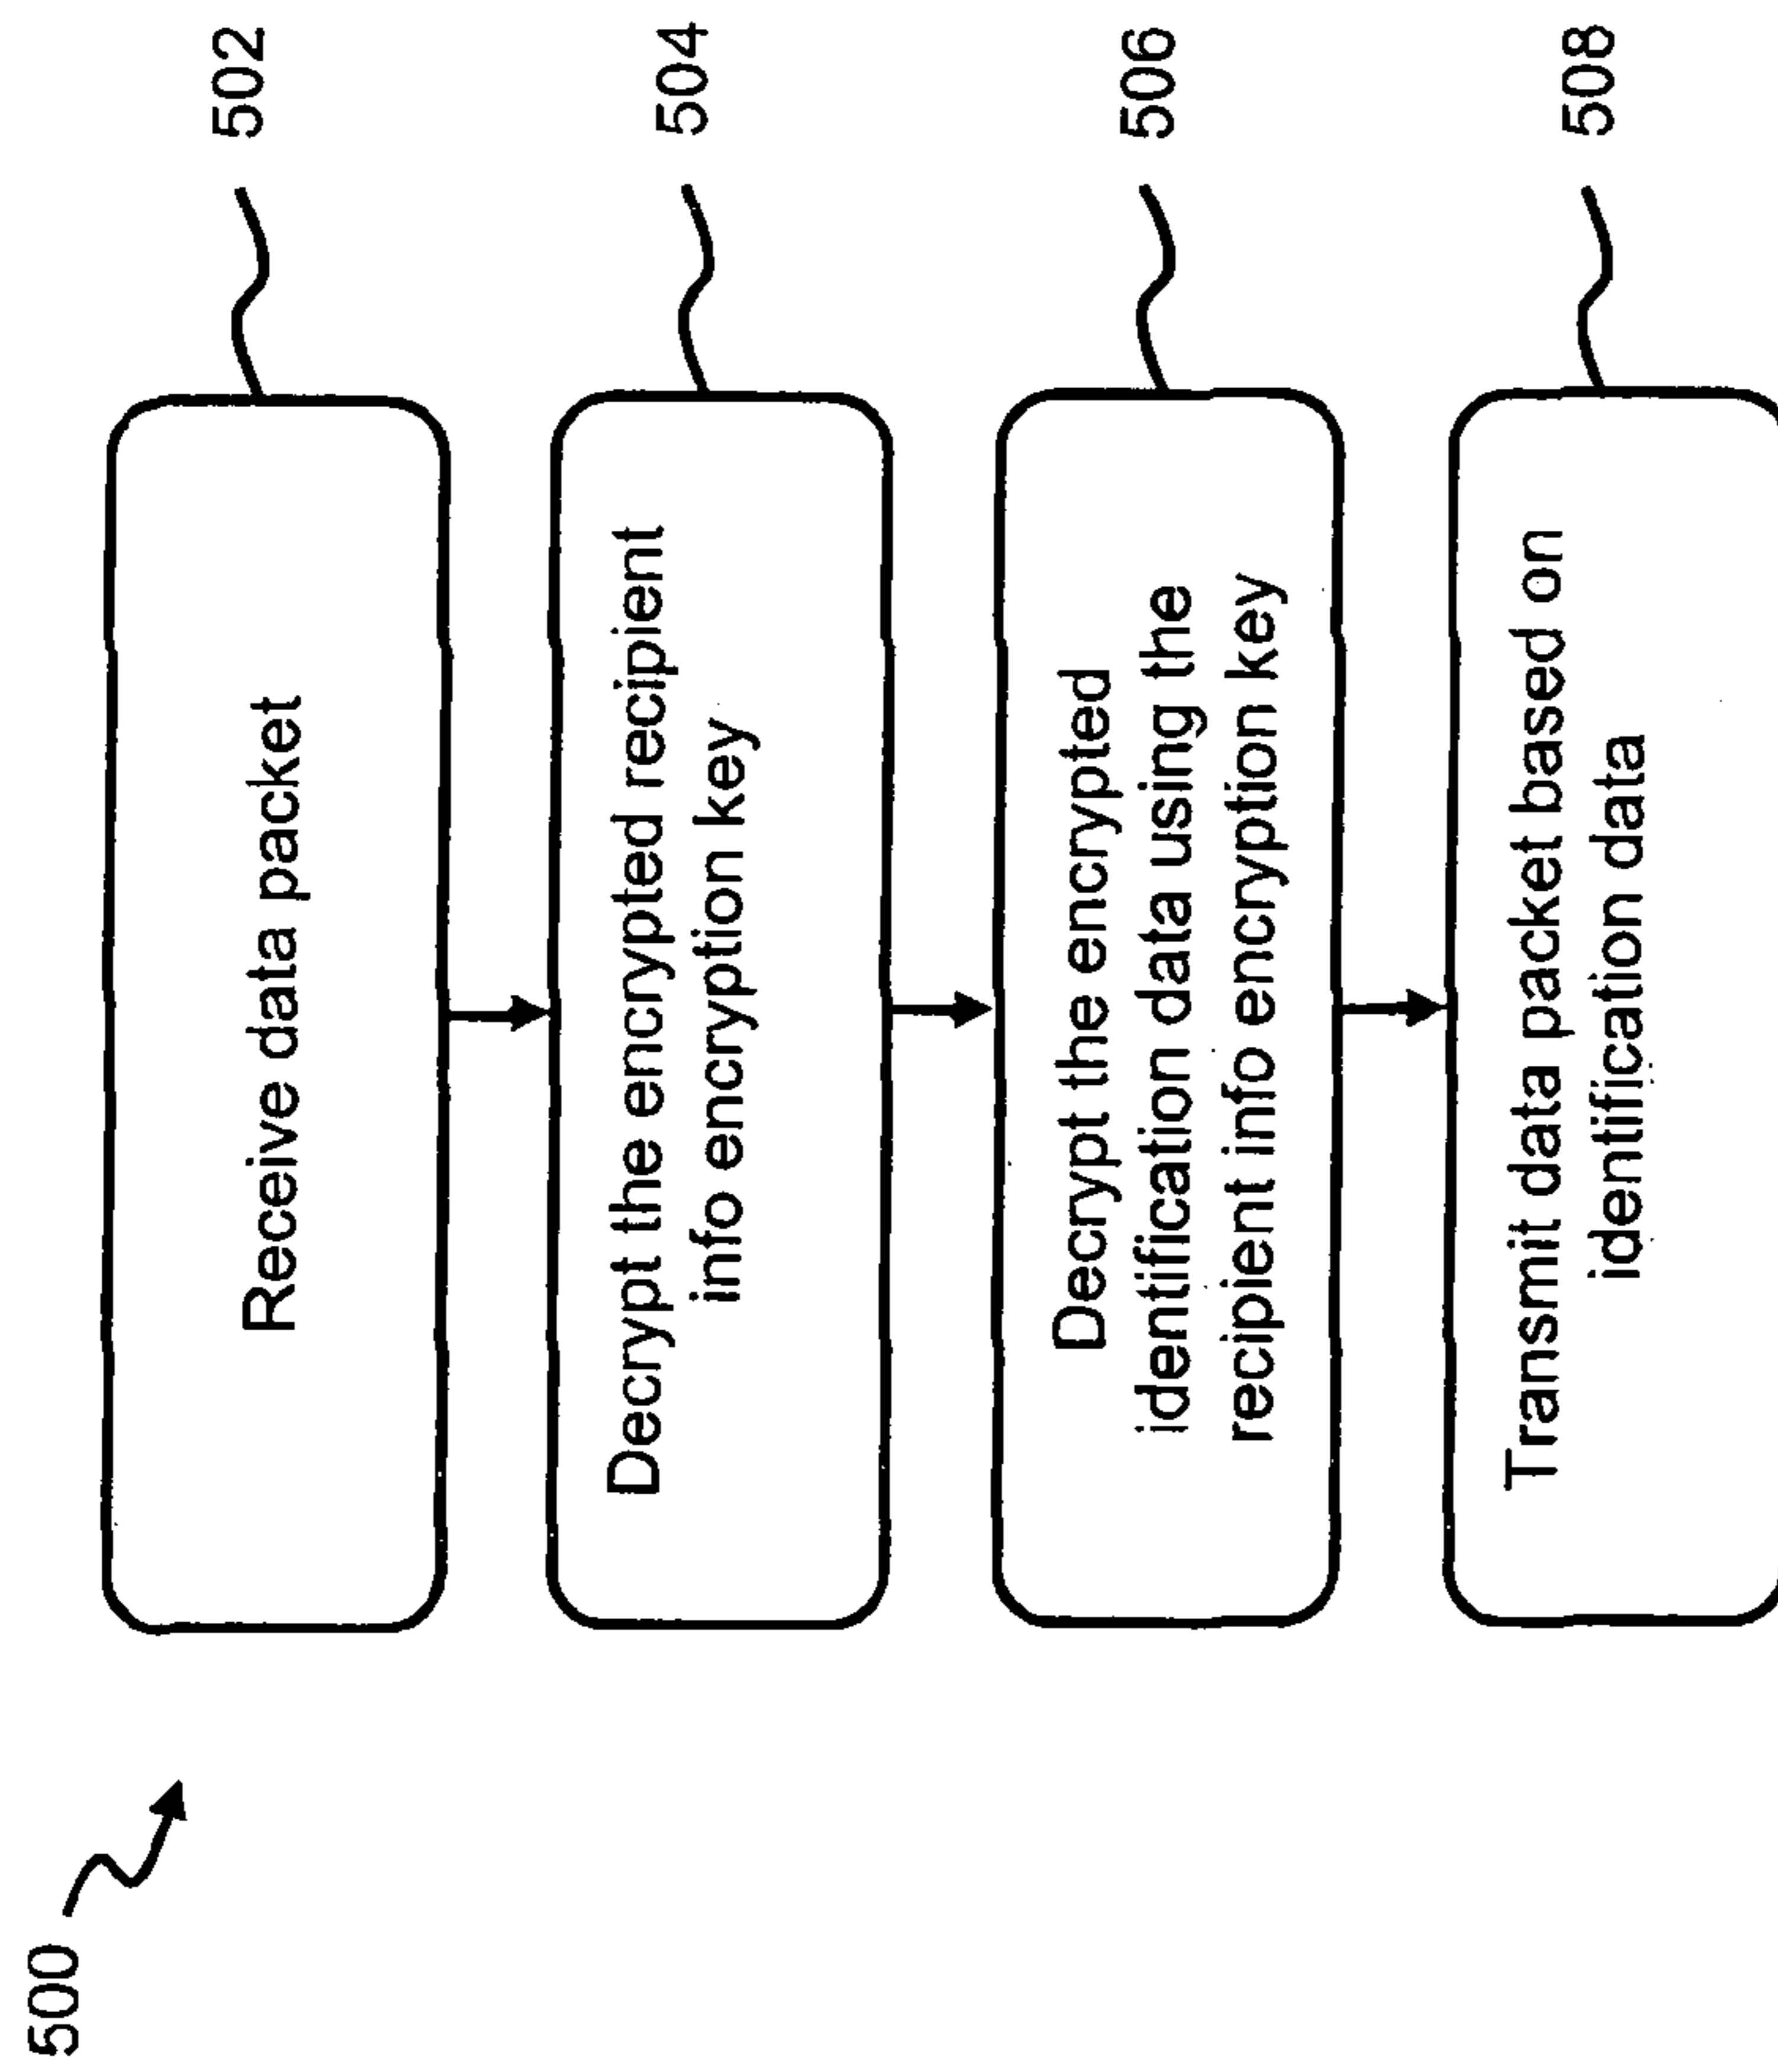 500
Receive data packet
502
Decrypt the encrypted recipient
info encryption key
504
Decrypt the encrypted
identification data using the
recipient info encryption key
506
Transmit data packet based on
identification data
508